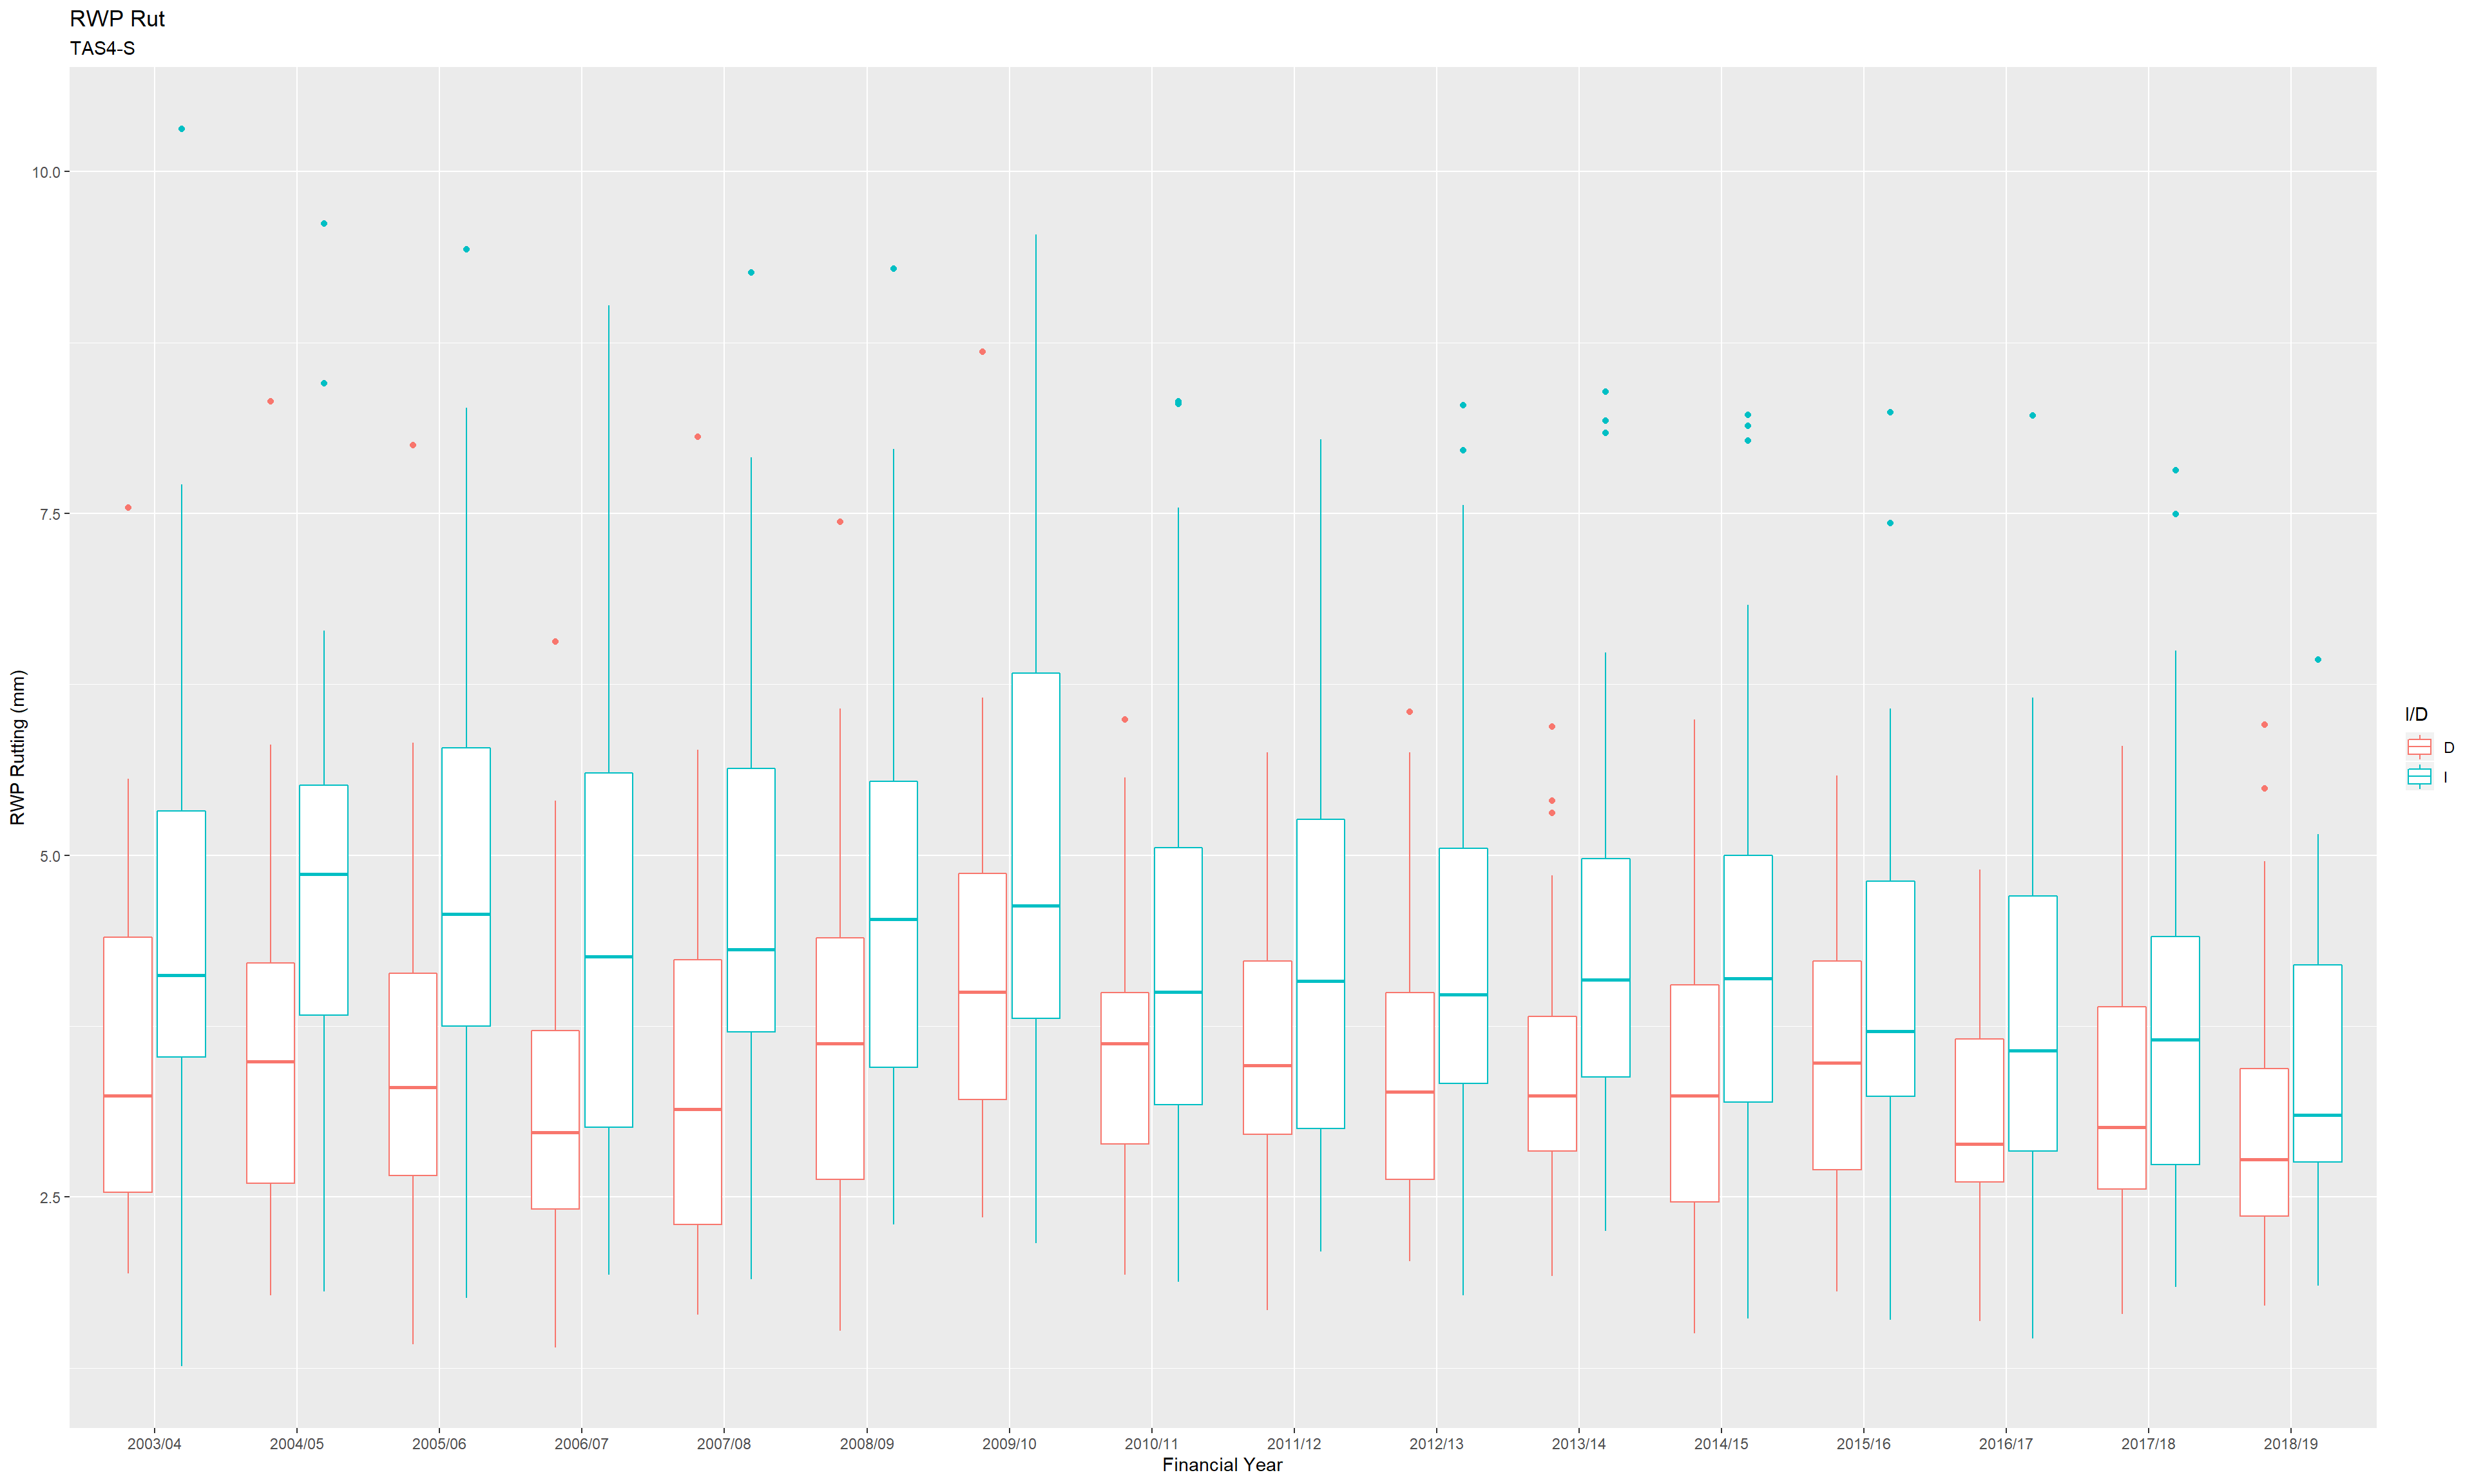 RWP Rut
TAS4-S
10.0
7.5
5.0
2.5
RWP Rutting (mm)
2003/04 2004/05 2005/06 2006/07 2007/08 2008/09 2009/10 2010/11 2011/12 2012/13 2013/14 2014/15 2015/16 2016/17 2017/18 2018/19
Financial Year
I/D
D
I